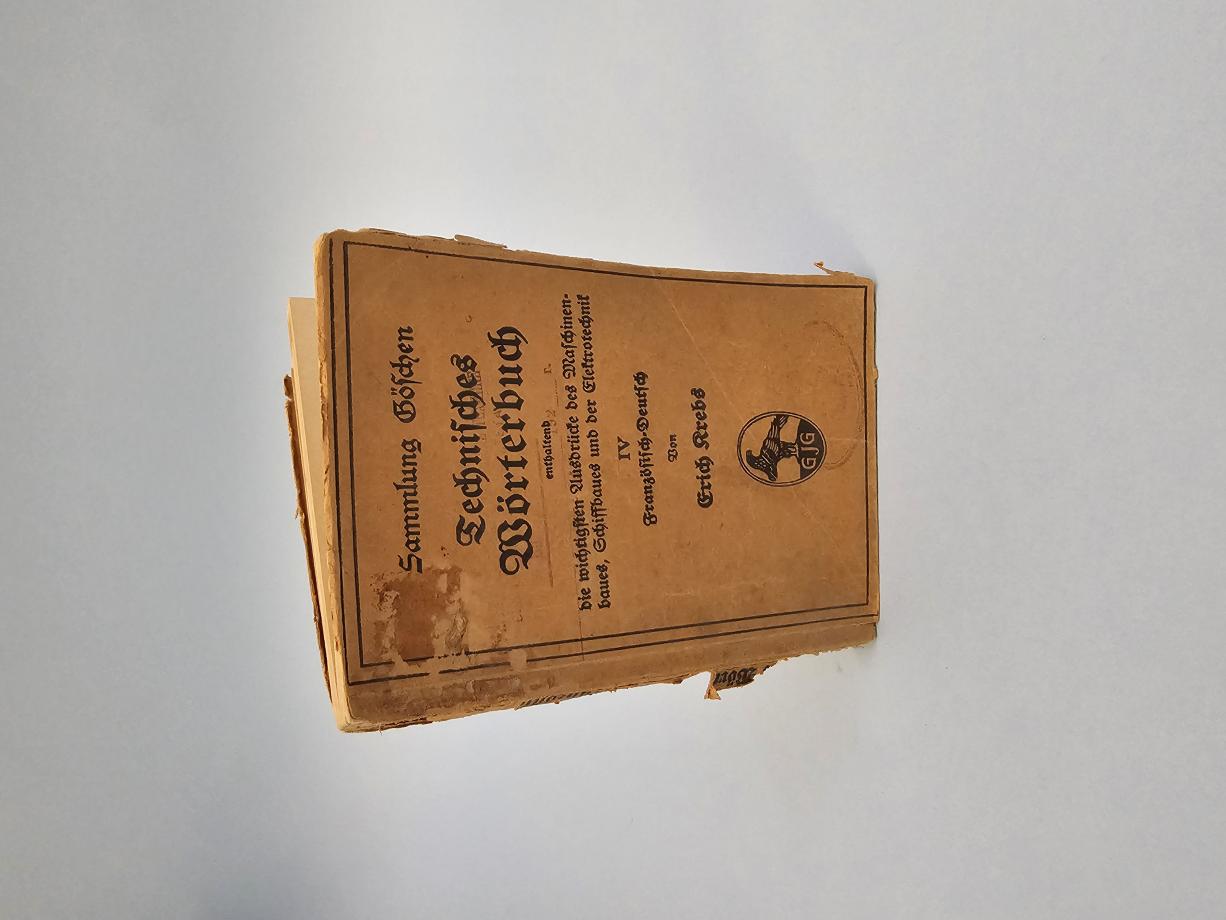 Sammlung Göschen
Technisches
Wörterbuch
enthaltend
die wichtigsten Ausdrücke des Maschinen-
baues, Schiffbaues und der Elektrotechnik
IV
Französisch-Deutsch
Von
Erich Krebs
GJG
Wört